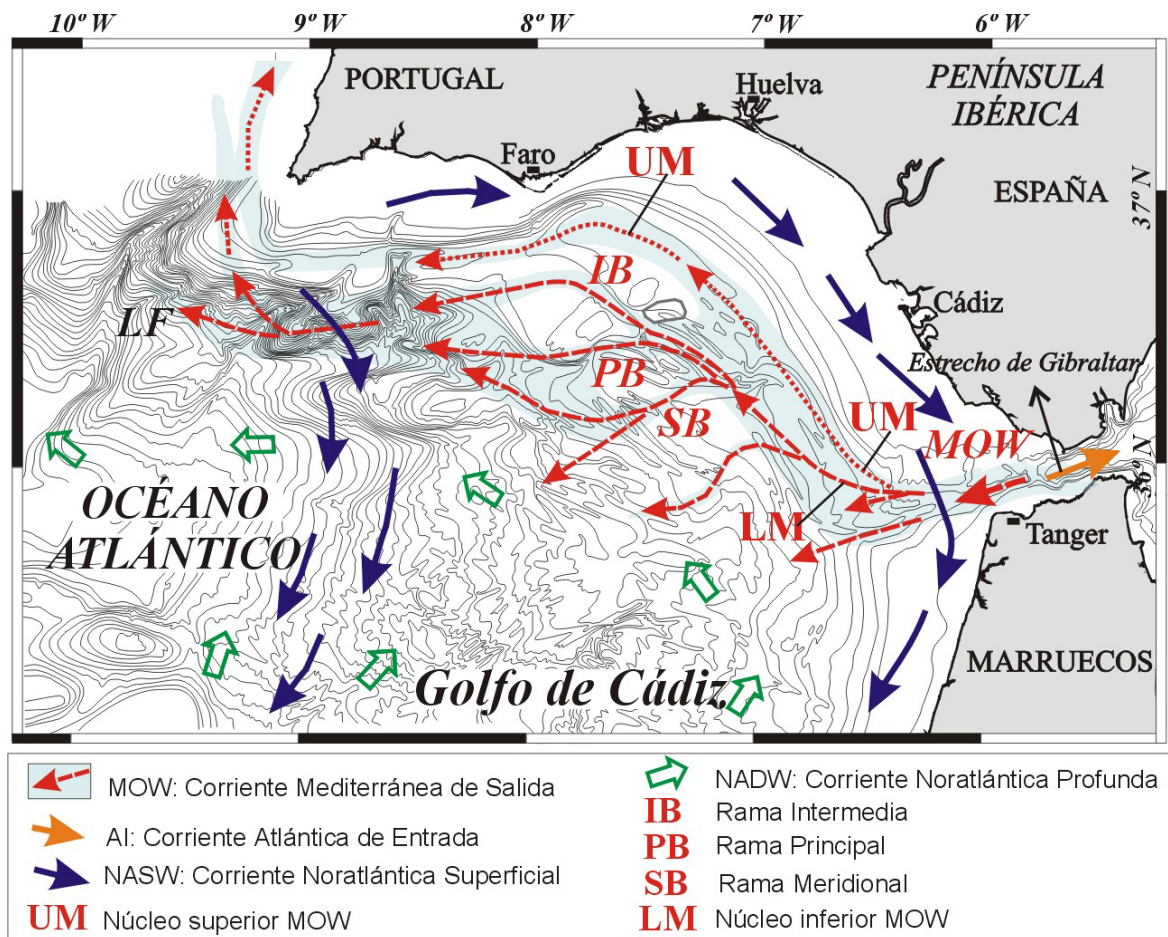 10º W
9º W
8º W
7º W
6º W
PORTUGAL
Huelva
PENÍNSULA
IBÉRICA
Faro
UM
ESPAÑA
37º N
IB
Cádiz
LF
Estrecho de Gibraltar
PB
SB
UM
MOW
36º N
OCÉANO
ATLÁNTICO
LM
Tanger
MARRUECOS
Golfo de Cádiz
MOW: Corriente Mediterránea de Salida
AI: Corriente Atlántica de Entrada
NASW: Corriente Noratlántica Superficial
UM Núcleo superior MOW
NADW: Corriente Noratlántica Profunda
IB Rama Intermedia
PB Rama Principal
SB Rama Meridional
LM Núcleo inferior MOW